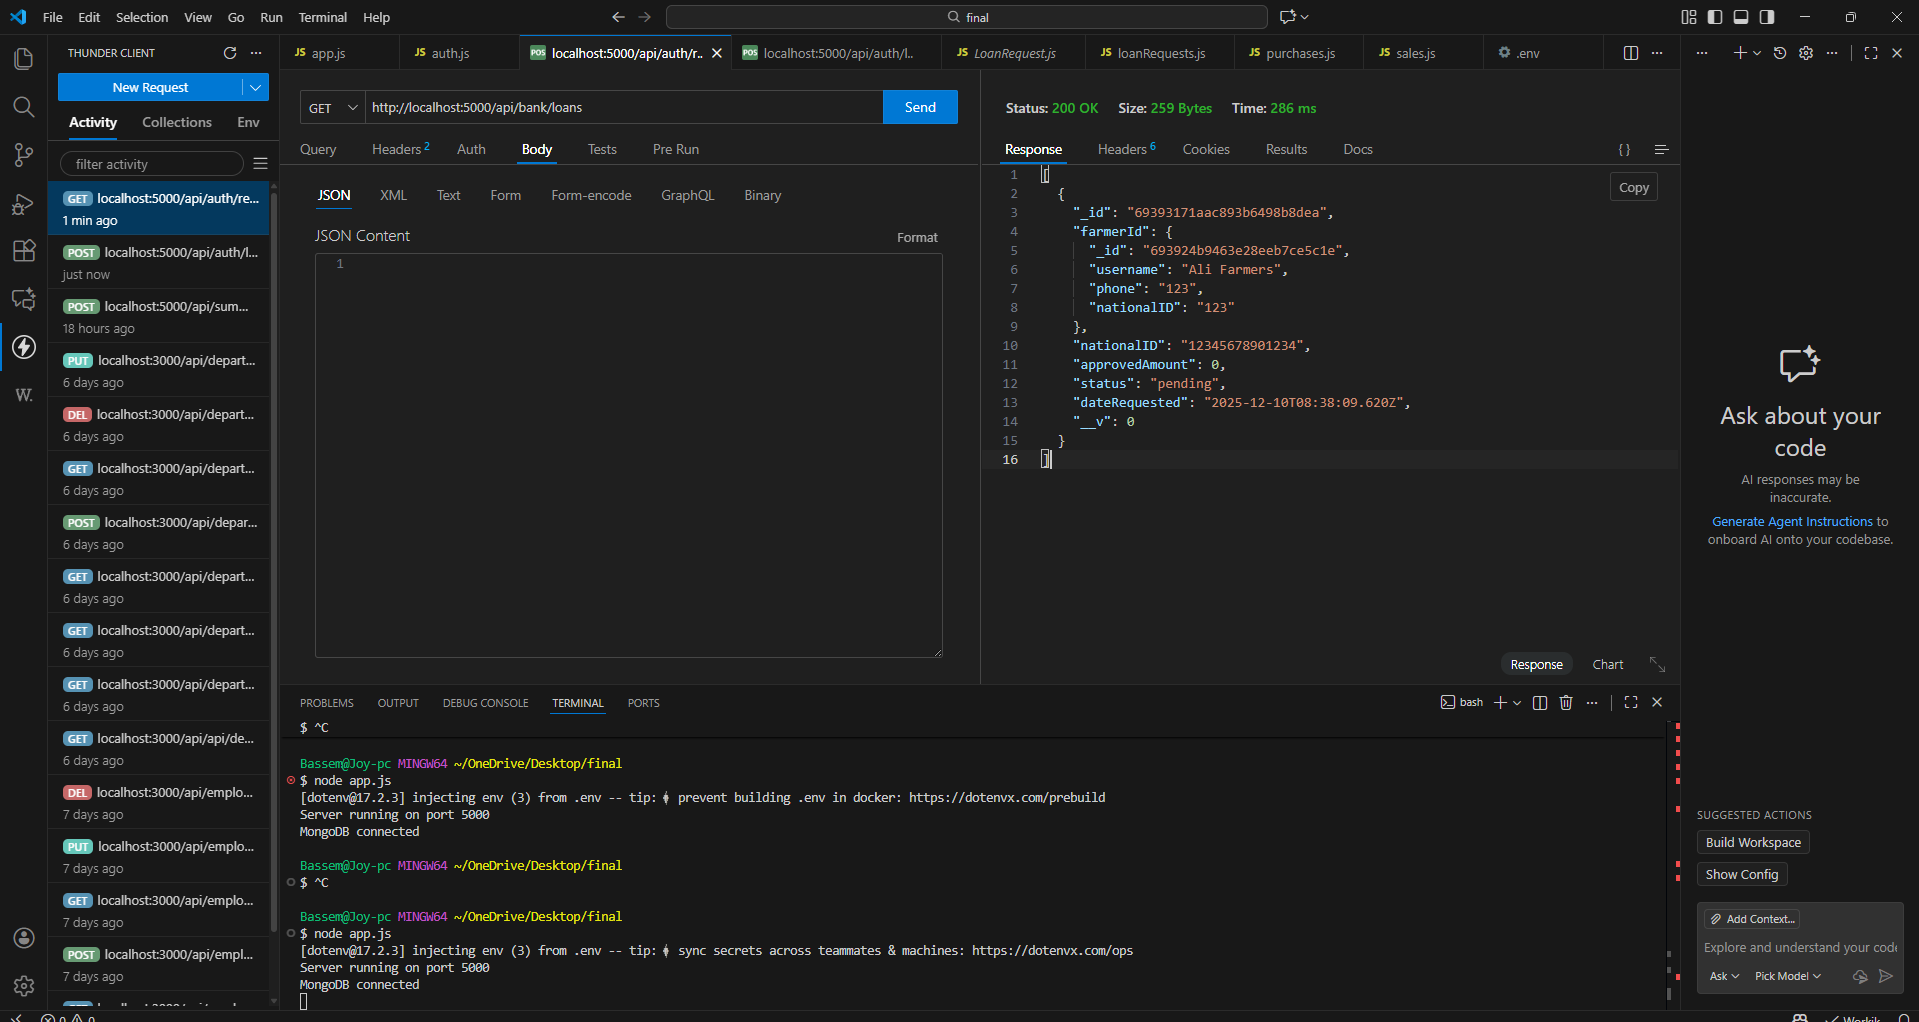 File Edit Selection View Go Run Terminal Help
final
THUNDER CLIENT
New Request
Activity Collections Env
filter activity
GET localhost:5000/api/auth/re...
1 min ago
POST localhost:5000/api/auth/l...
just now
POST localhost:5000/api/sum...
18 hours ago
PUT localhost:3000/api/depart...
6 days ago
DEL localhost:3000/api/depart...
6 days ago
GET localhost:3000/api/depart...
6 days ago
POST localhost:3000/api/depar...
6 days ago
GET localhost:3000/api/depart...
6 days ago
GET localhost:3000/api/depart...
6 days ago
GET localhost:3000/api/depart...
6 days ago
GET localhost:3000/api/api/de...
6 days ago
DEL localhost:3000/api/emplo...
7 days ago
PUT localhost:3000/api/emplo...
7 days ago
GET localhost:3000/api/emplo...
7 days ago
POST localhost:3000/api/empl...
7 days ago
JS app.js JS auth.js POS localhost:5000/api/auth/r.. POS localhost:5000/api/auth/l.. JS LoanRequest.js JS loanRequests.js JS purchases.js JS sales.js .env
GET http://localhost:5000/api/bank/loans Send
Query Headers 2 Auth Body Tests Pre Run
JSON XML Text Form Form-encode GraphQL Binary
JSON Content Format
1
Status: 200 OK Size: 259 Bytes Time: 286 ms
Response Headers 6 Cookies Results Docs {}
Copy
1 [
2 {
3 "_id": "69393171aac893b6498b8dea",
4 "farmerId": {
5 "_id": "693924b9463e28eeb7ce5c1e",
6 "username": "Ali Farmers",
7 "phone": "123",
8 "nationalID": "123"
9 },
10 "nationalID": "12345678901234",
11 "approvedAmount": 0,
12 "status": "pending",
13 "dateRequested": "2025-12-10T08:38:09.620Z",
14 "__v": 0
15 }
16 ]
Response Chart
PROBLEMS OUTPUT DEBUG CONSOLE TERMINAL PORTS
bash
$ ^C
Bassem@Joy-pc MINGW64 ~/OneDrive/Desktop/final
$ node app.js
[dotenv@17.2.3] injecting env (3) from .env -- tip: prevent building .env in docker: https://dotenvx.com/prebuild
Server running on port 5000
MongoDB connected
Bassem@Joy-pc MINGW64 ~/OneDrive/Desktop/final
$ ^C
Bassem@Joy-pc MINGW64 ~/OneDrive/Desktop/final
$ node app.js
[dotenv@17.2.3] injecting env (3) from .env -- tip: sync secrets across teammates & machines: https://dotenvx.com/ops
Server running on port 5000
MongoDB connected
Ask about your
code
AI responses may be
inaccurate.
Generate Agent Instructions to
onboard AI onto your codebase.
SUGGESTED ACTIONS
Build Workspace
Show Config
Add Context...
Explore and understand your code
Ask Pick Model
0 0
Workik